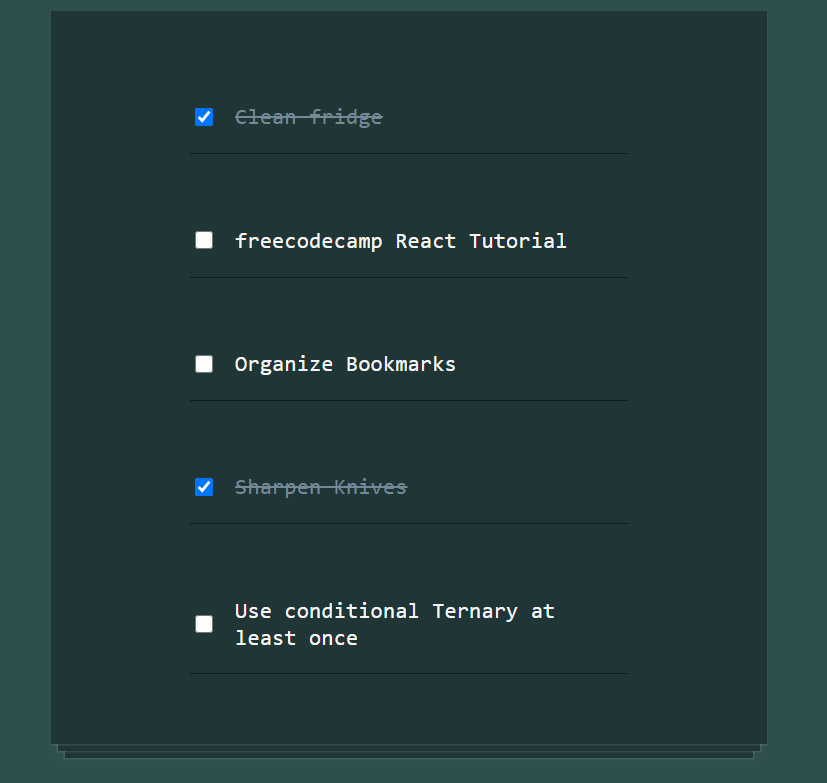 Clean fridge
freecodecamp React Tutorial
Organize Bookmarks
Sharpen Knives
Use conditional Ternary at
least once